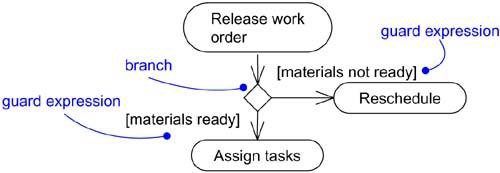 Release work
order
guard expression
branch
[materials not ready]
guard expression
Reschedule
[materials ready]
Assign tasks